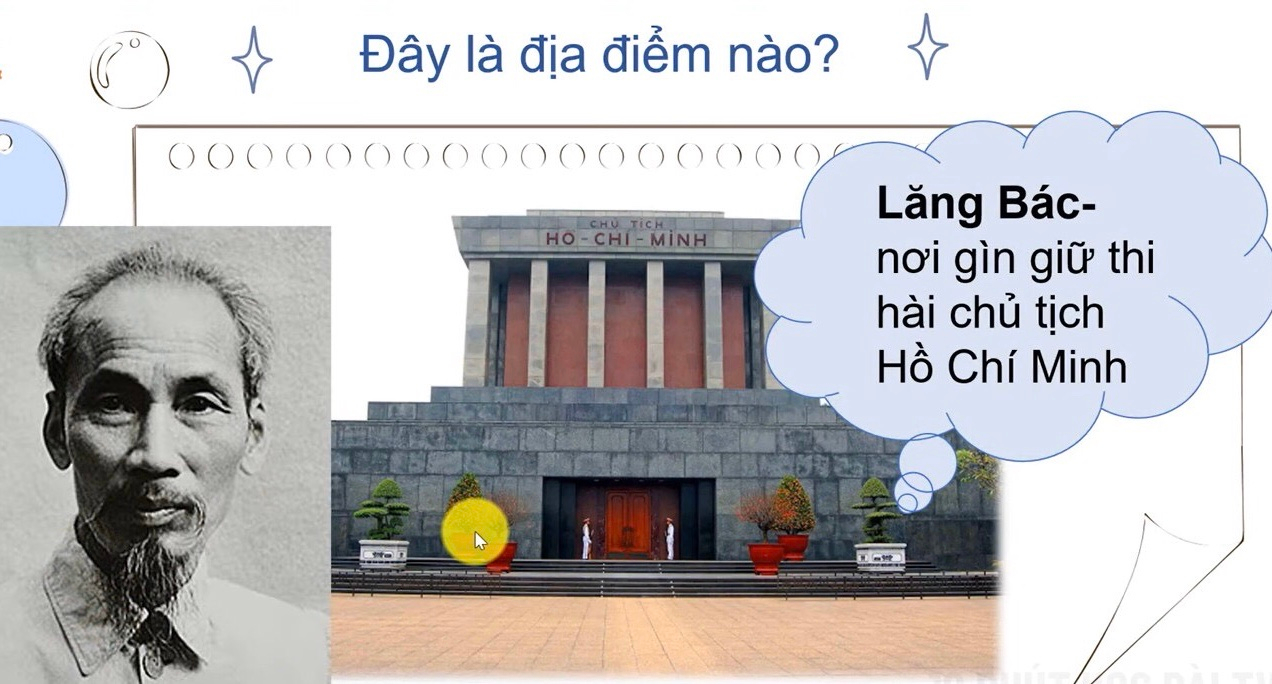 Đây là địa điểm nào?
CHỦ TỊCH
HỒ-CHÍ-MINH
Lăng Bác-
nơi gìn giữ thi
hài chủ tịch
Hồ Chí Minh